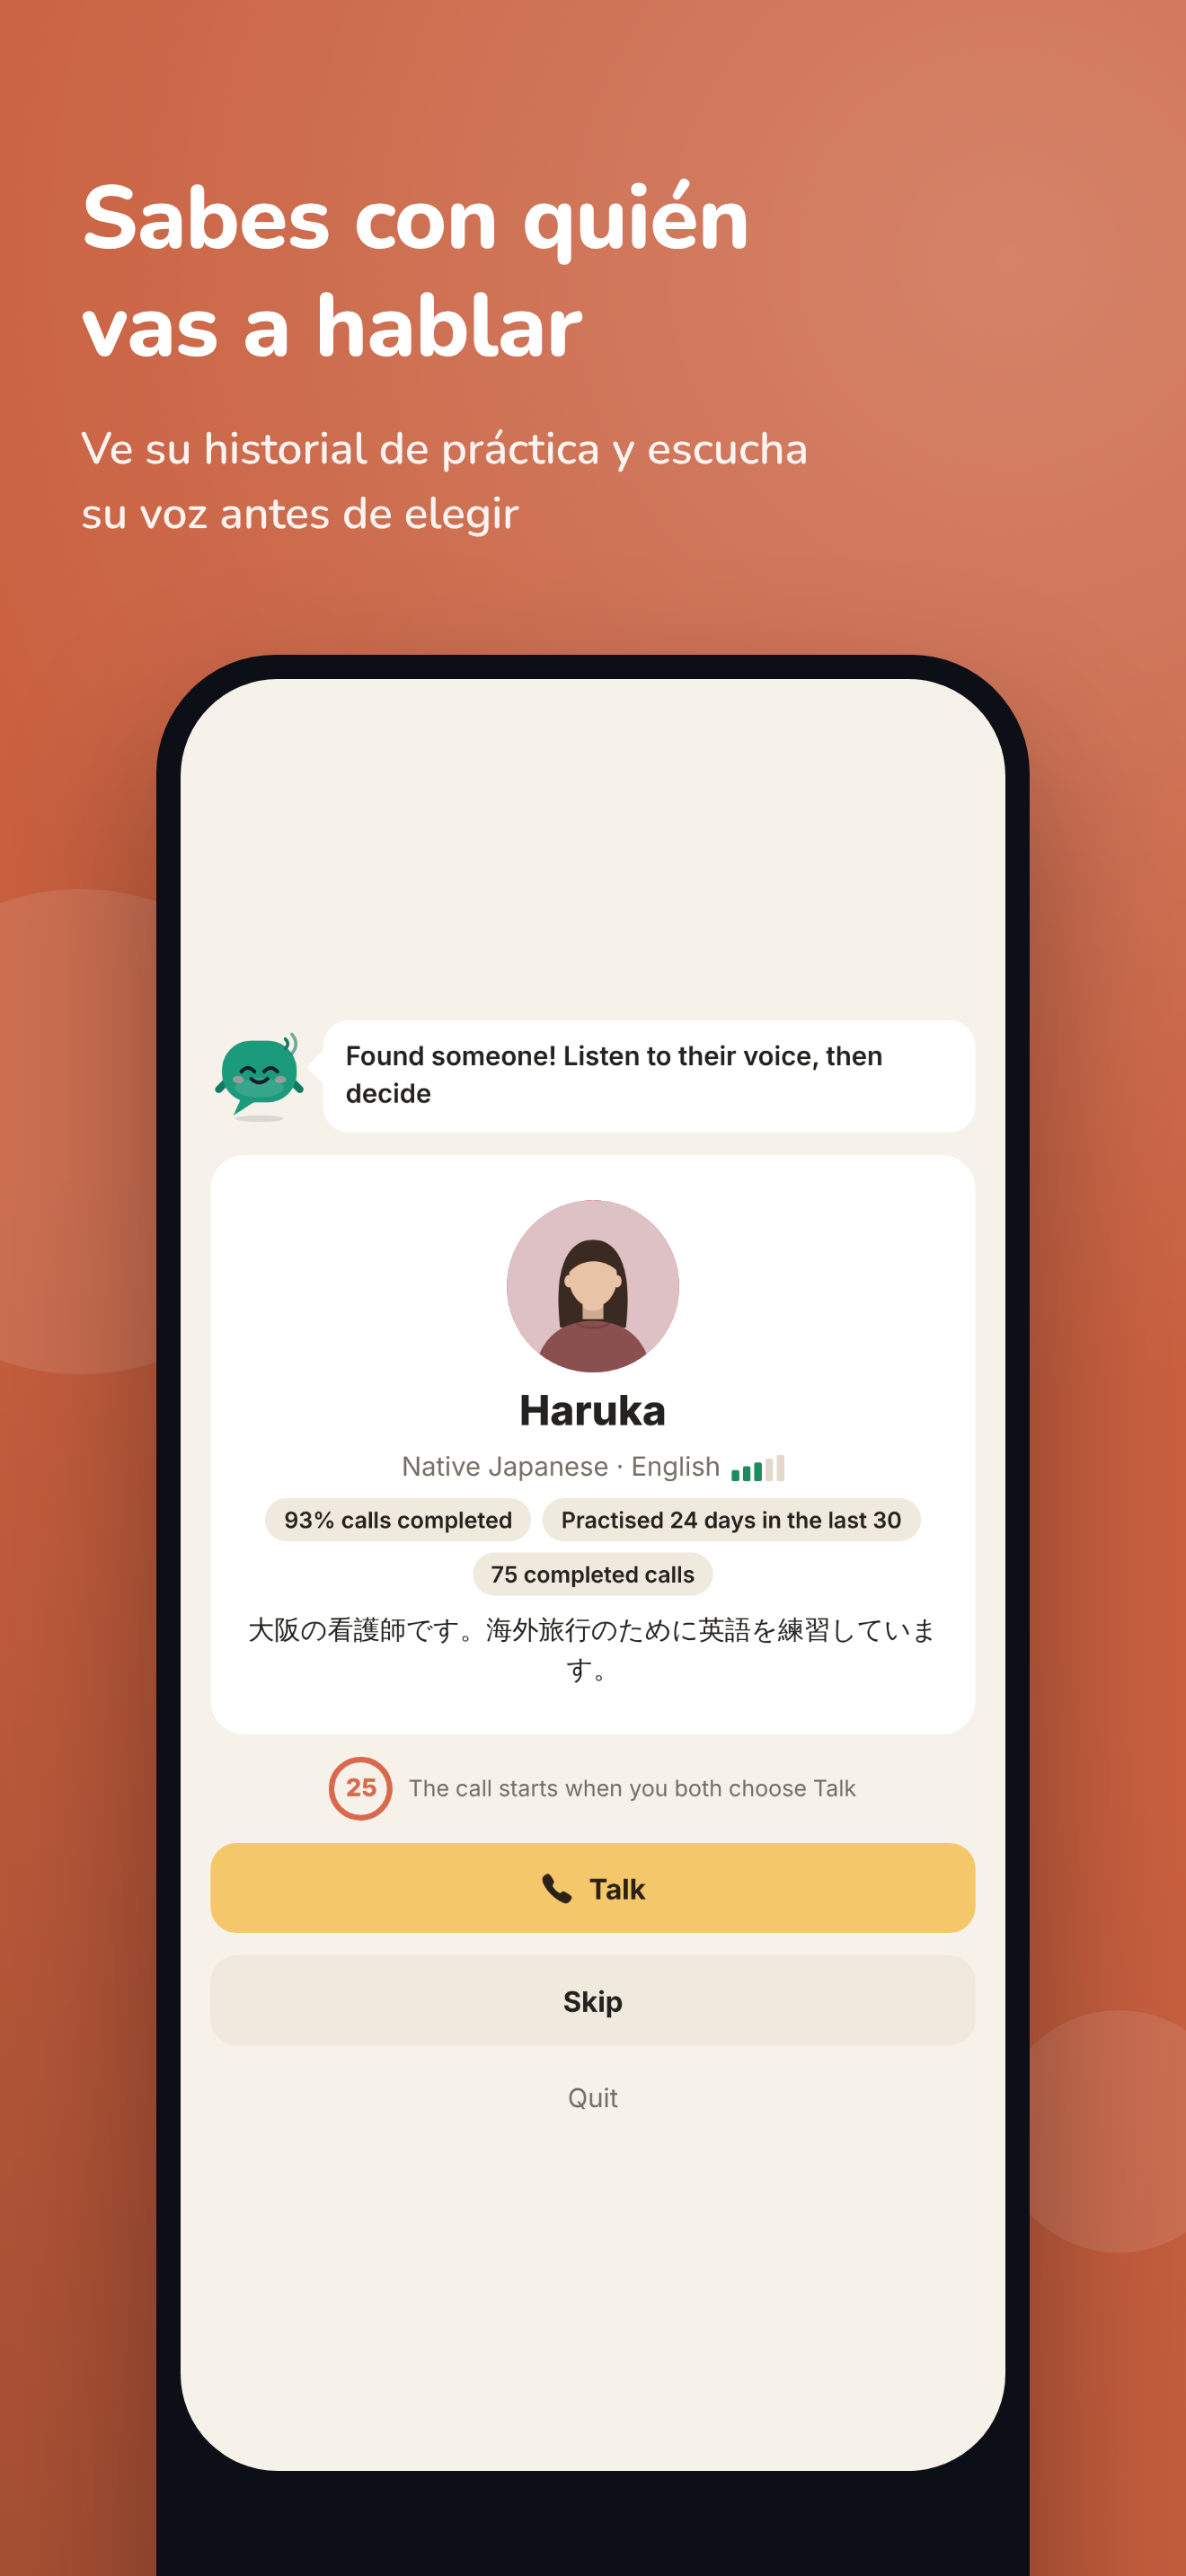 Sabes con quién
vas a hablar
Ve su historial de práctica y escucha
su voz antes de elegir
Found someone! Listen to their voice, then
decide
Haruka
Native Japanese · English
93% calls completed
Practised 24 days in the last 30
75 completed calls
大阪の看護師です。海外旅行のために英語を練習していま
す。
25
The call starts when you both choose Talk
Talk
Skip
Quit